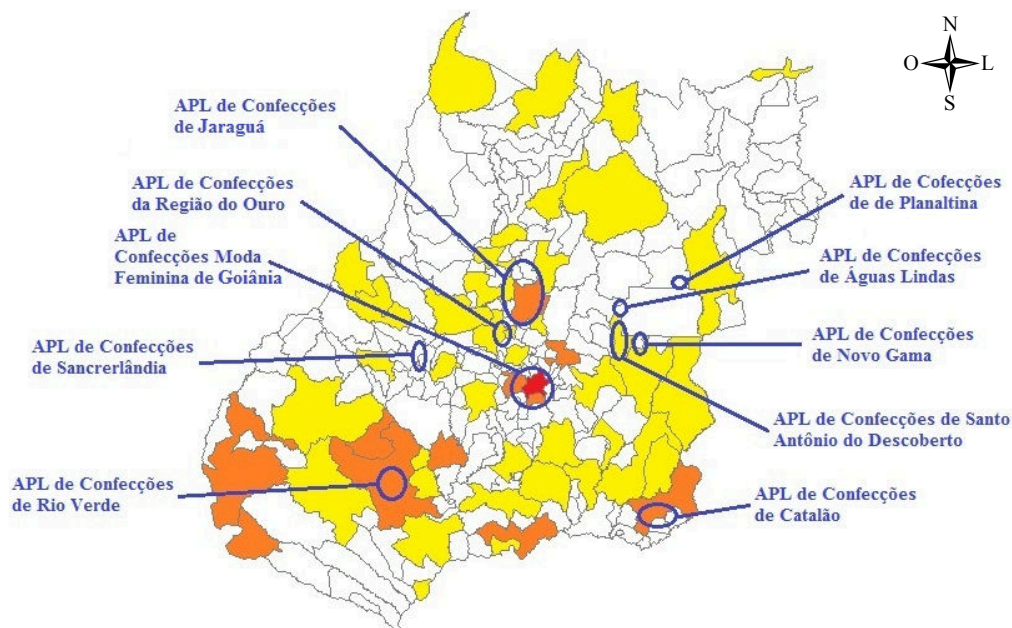 N
O
L
S
APL de Confecções
de Jaraguá
APL de Confecções
da Região do Ouro
APL de
Confecções Moda
Feminina de Goiânia
APL de Confecções
de Sancrerlândia
APL de Confecções
de Rio Verde
APL de Cofecções
de de Planaltina
APL de Confecções
de Águas Lindas
APL de Confecções
de Novo Gama
APL de Confecções de Santo
Antônio do Descoberto
APL de Confecções
de Catalão